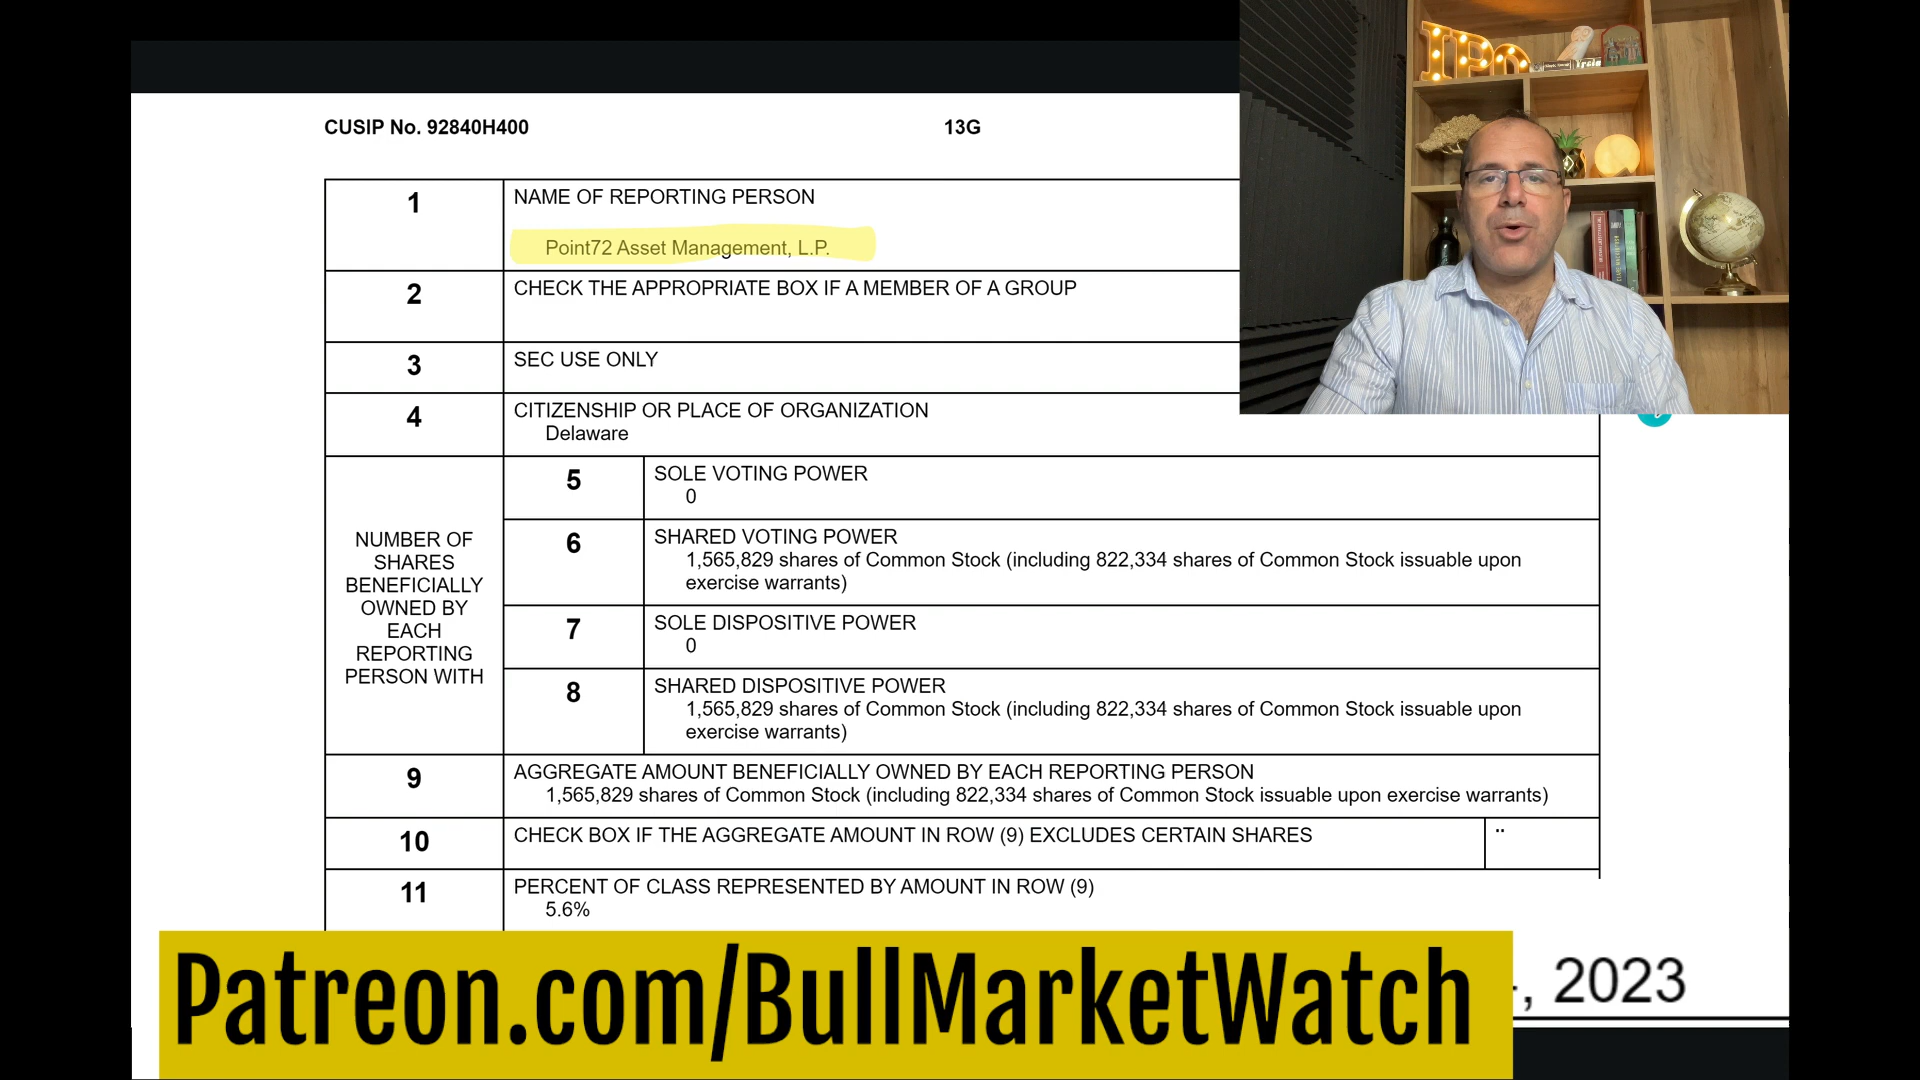 IPO
CUSIP No. 92840H400 13G
1 NAME OF REPORTING PERSON
Point72 Asset Management, L.P.
2 CHECK THE APPROPRIATE BOX IF A MEMBER OF A GROUP
3 SEC USE ONLY
4 CITIZENSHIP OR PLACE OF ORGANIZATION
Delaware
NUMBER OF
SHARES
BENEFICIALLY
OWNED BY
EACH
REPORTING
PERSON WITH
5 SOLE VOTING POWER
0
6 SHARED VOTING POWER
1,565,829 shares of Common Stock (including 822,334 shares of Common Stock issuable upon
exercise warrants)
7 SOLE DISPOSITIVE POWER
0
8 SHARED DISPOSITIVE POWER
1,565,829 shares of Common Stock (including 822,334 shares of Common Stock issuable upon
exercise warrants)
9 AGGREGATE AMOUNT BENEFICIALLY OWNED BY EACH REPORTING PERSON
1,565,829 shares of Common Stock (including 822,334 shares of Common Stock issuable upon exercise warrants)
10 CHECK BOX IF THE AGGREGATE AMOUNT IN ROW (9) EXCLUDES CERTAIN SHARES ¨
11 PERCENT OF CLASS REPRESENTED BY AMOUNT IN ROW (9)
5.6%
Patreon.com/BullMarketWatch
, 2023